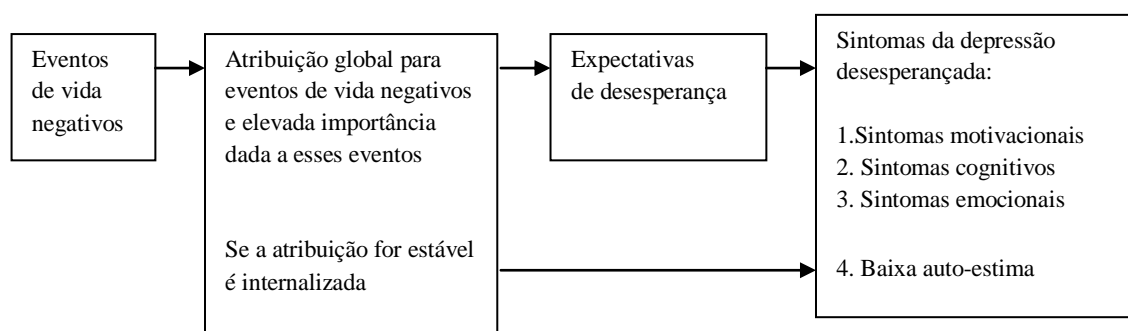 Eventos
de vida
negativos
Atribuição global para
eventos de vida negativos
e elevada importância
dada a esses eventos
Se a atribuição for estável
é internalizada
Expectativas
de desesperança
Sintomas da depressão
desesperançada:
1.Sintomas motivacionais
2. Sintomas cognitivos
3. Sintomas emocionais
4. Baixa auto-estima